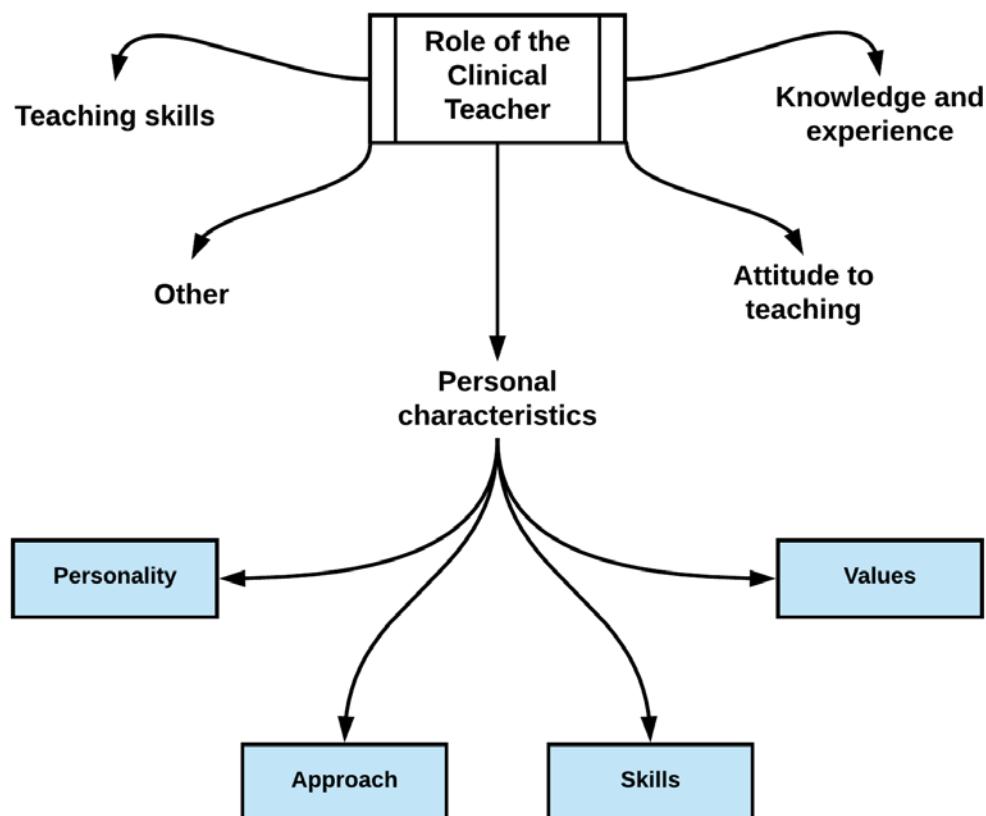 Role of the
Clinical
Teacher
Teaching skills
Knowledge and
experience
Other
Attitude to
teaching
Personal
characteristics
Personality
Values
Approach
Skills